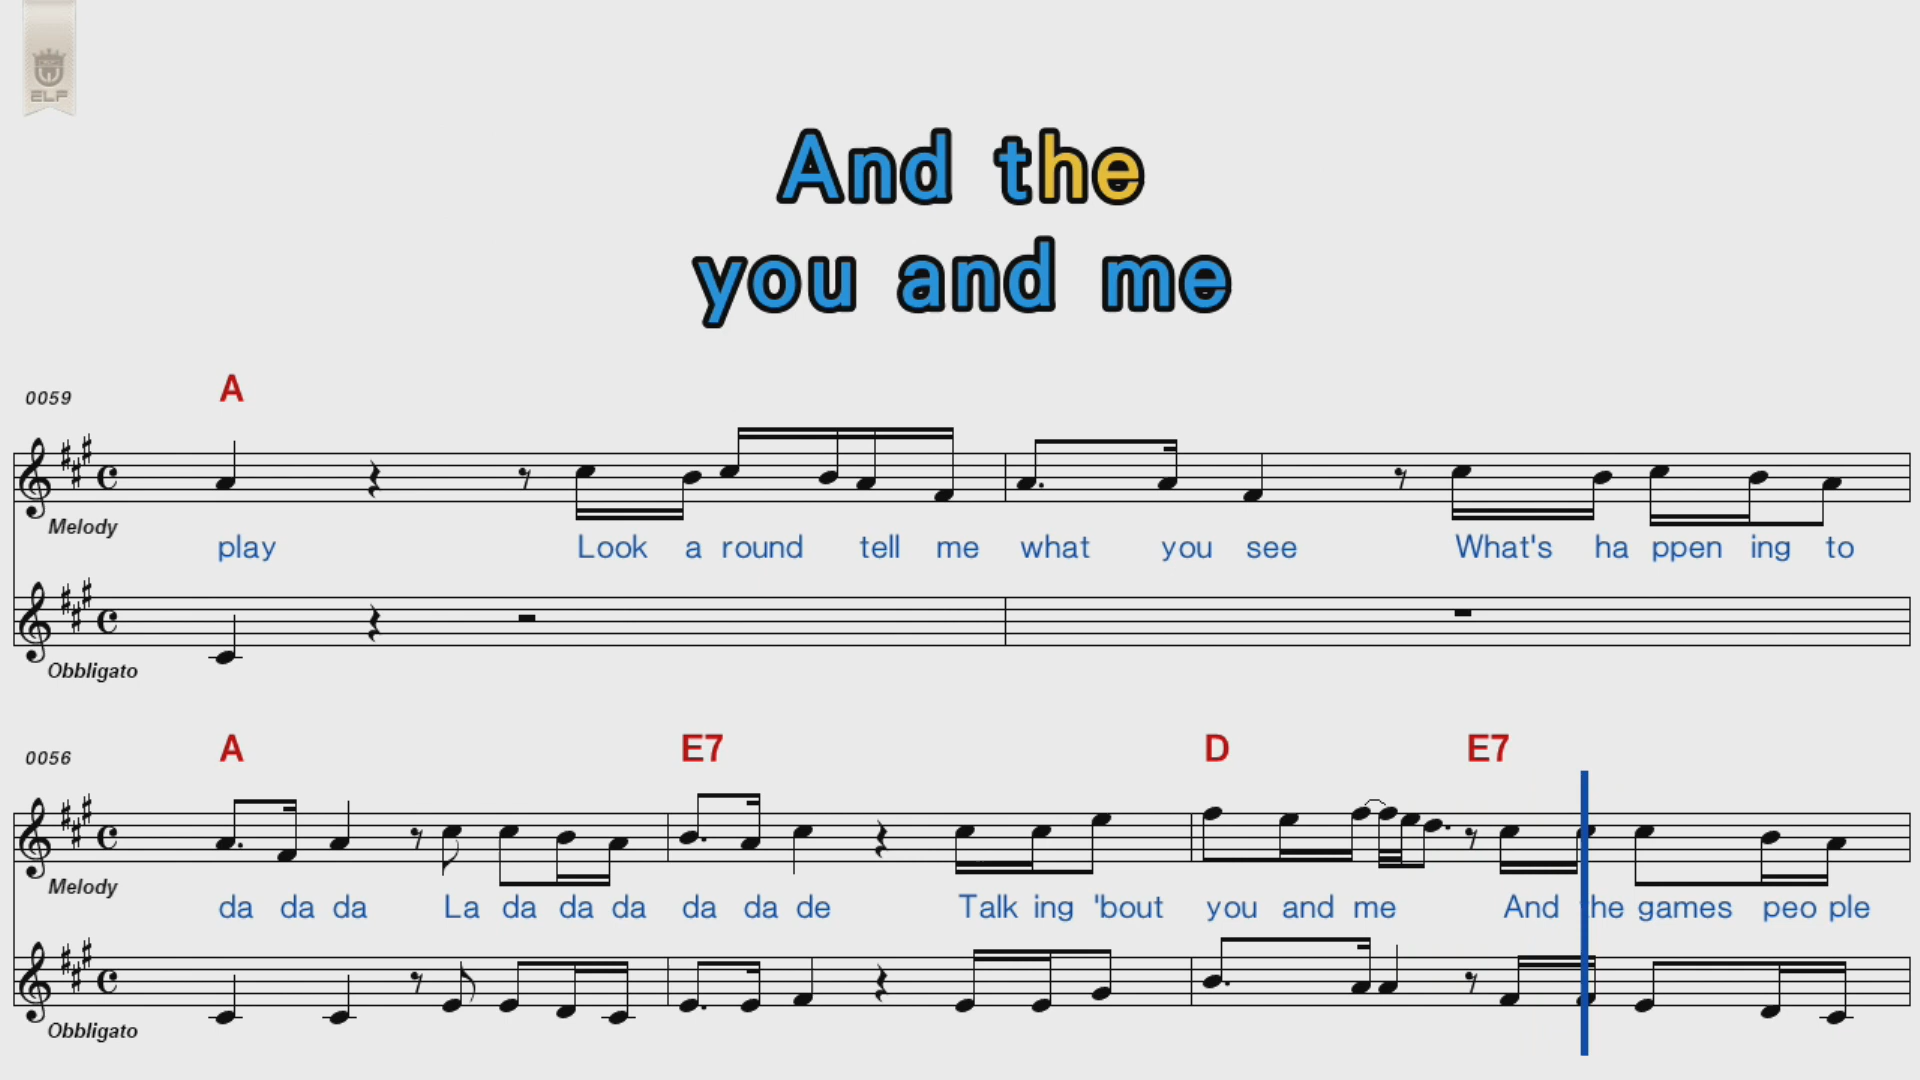 ELF
And the
you and me
0059 A
Melody
play Look a round tell me what you see What's ha ppen ing to
Obbligato
0056 A E7 D E7
Melody
da da da La da da da da da de Talk ing 'bout you and me And the games peo ple
Obbligato